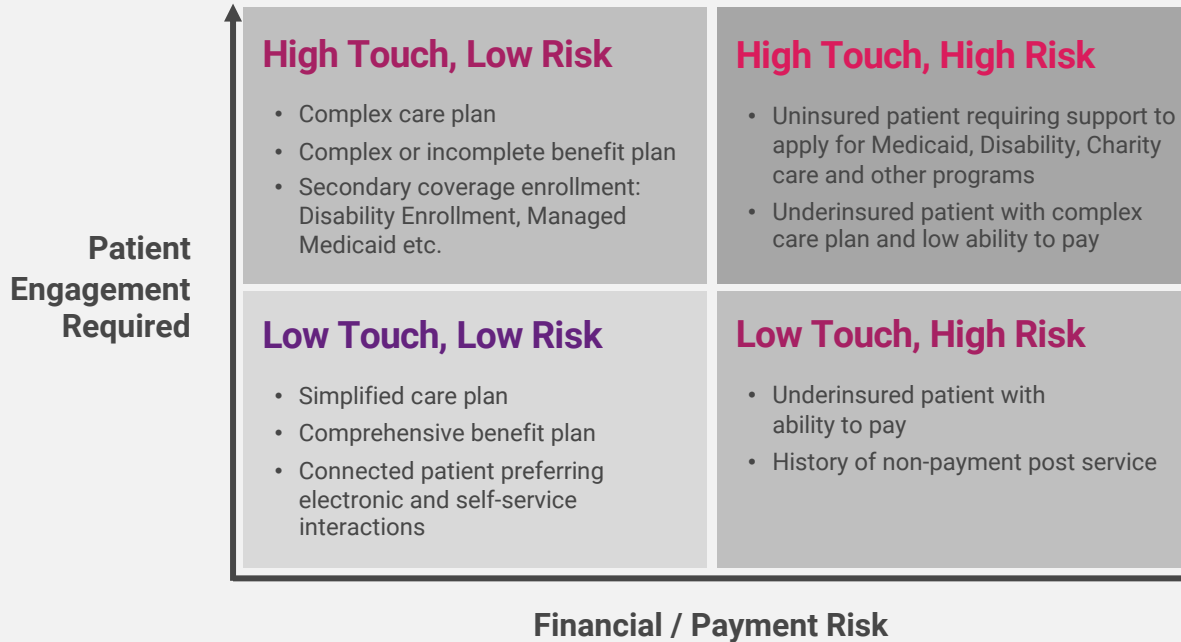 High Touch, Low Risk
• Complex care plan
• Complex or incomplete benefit plan
• Secondary coverage enrollment:
Disability Enrollment, Managed
Medicaid etc.
High Touch, High Risk
• Uninsured patient requiring support to
apply for Medicaid, Disability, Charity
care and other programs
• Underinsured patient with complex
care plan and low ability to pay
Patient
Engagement
Required
Low Touch, Low Risk
• Simplified care plan
• Comprehensive benefit plan
• Connected patient preferring
electronic and self-service
interactions
Low Touch, High Risk
• Underinsured patient with
ability to pay
• History of non-payment post service
Financial / Payment Risk